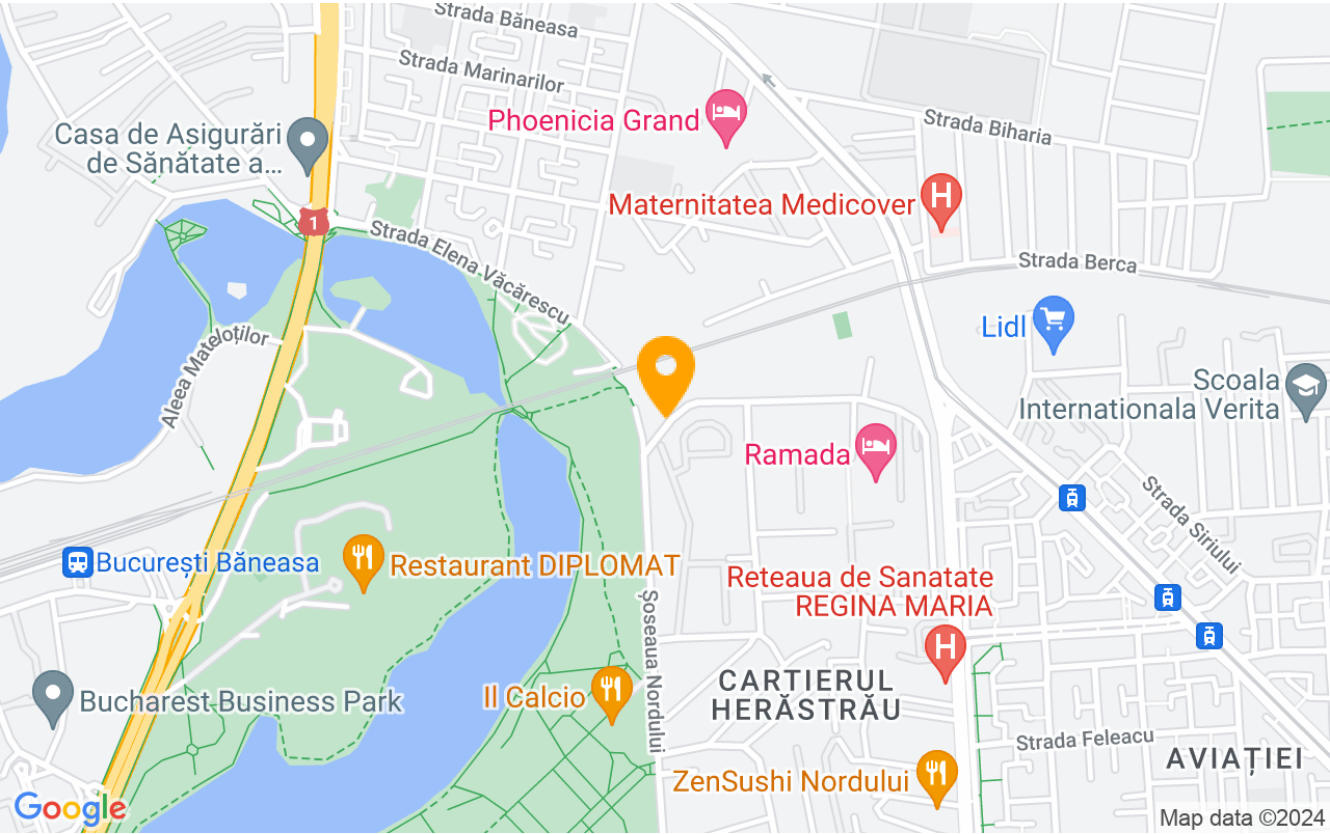 Strada Băneasa
Strada Marinarilor
Phoenicia Grand
Strada Biharia
Casa de Asigurări
de Sănătate a...
Maternitatea Medicover
H
1
Strada Elena Văcărescu
Strada Berca
Lidl
Aleea Mateloților
Scoala
Internationala Verita
Ramada
Strada Siriului
București Băneasa
Restaurant DIPLOMAT
Reteaua de Sanatate
REGINA MARIA
H
Șoseaua Nordului
Bucharest Business Park
Il Calcio
CARTIERUL
HERĂSTRĂU
Strada Feleacu
AVIAȚIEI
ZenSushi Nordului
Google
Map data ©2024